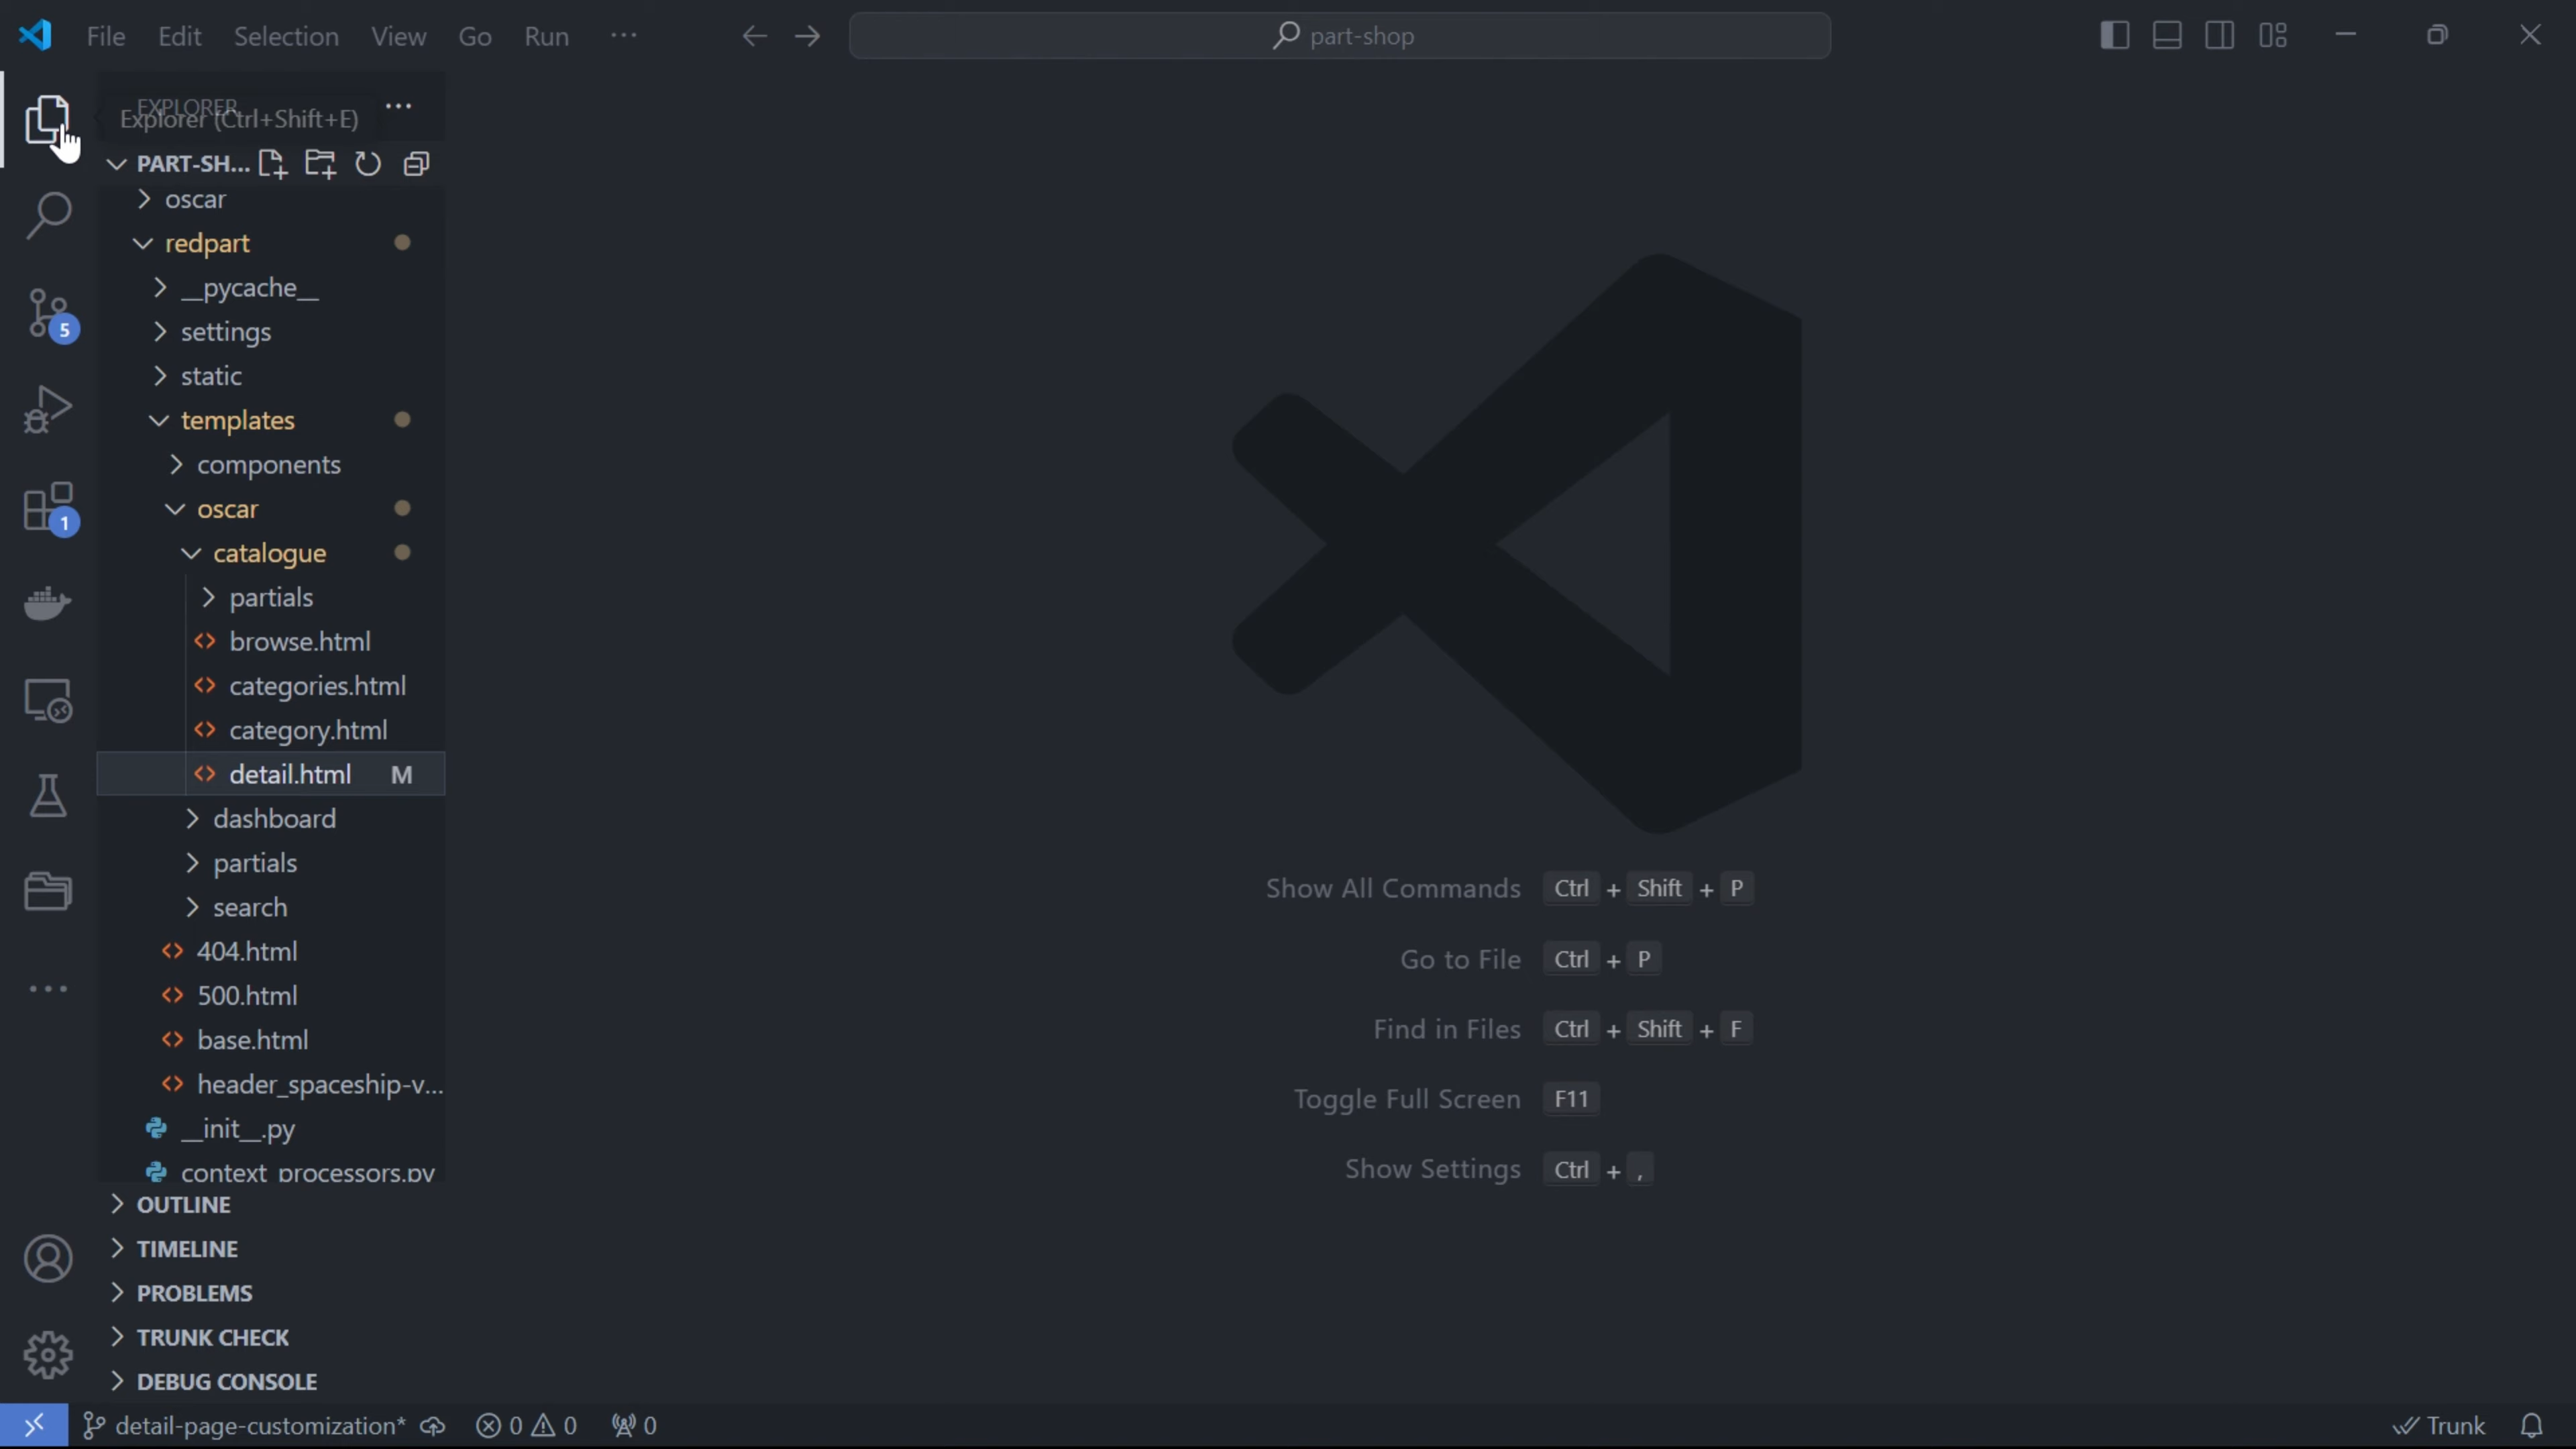 File Edit Selection View Go Run ...
part-shop
EXPLORER
Explorer (Ctrl+Shift+E)
PART-SH...
oscar
redpart
__pycache__
settings
static
templates
components
oscar
catalogue
partials
browse.html
categories.html
category.html
detail.html M
dashboard
partials
search
404.html
500.html
base.html
header_spaceship-v...
__init__.py
context_processors.py
OUTLINE
TIMELINE
PROBLEMS
TRUNK CHECK
DEBUG CONSOLE
5
1
Show All Commands Ctrl + Shift + P
Go to File Ctrl + P
Find in Files Ctrl + Shift + F
Toggle Full Screen F11
Show Settings Ctrl + ,
detail-page-customization* 0 0 0 Trunk